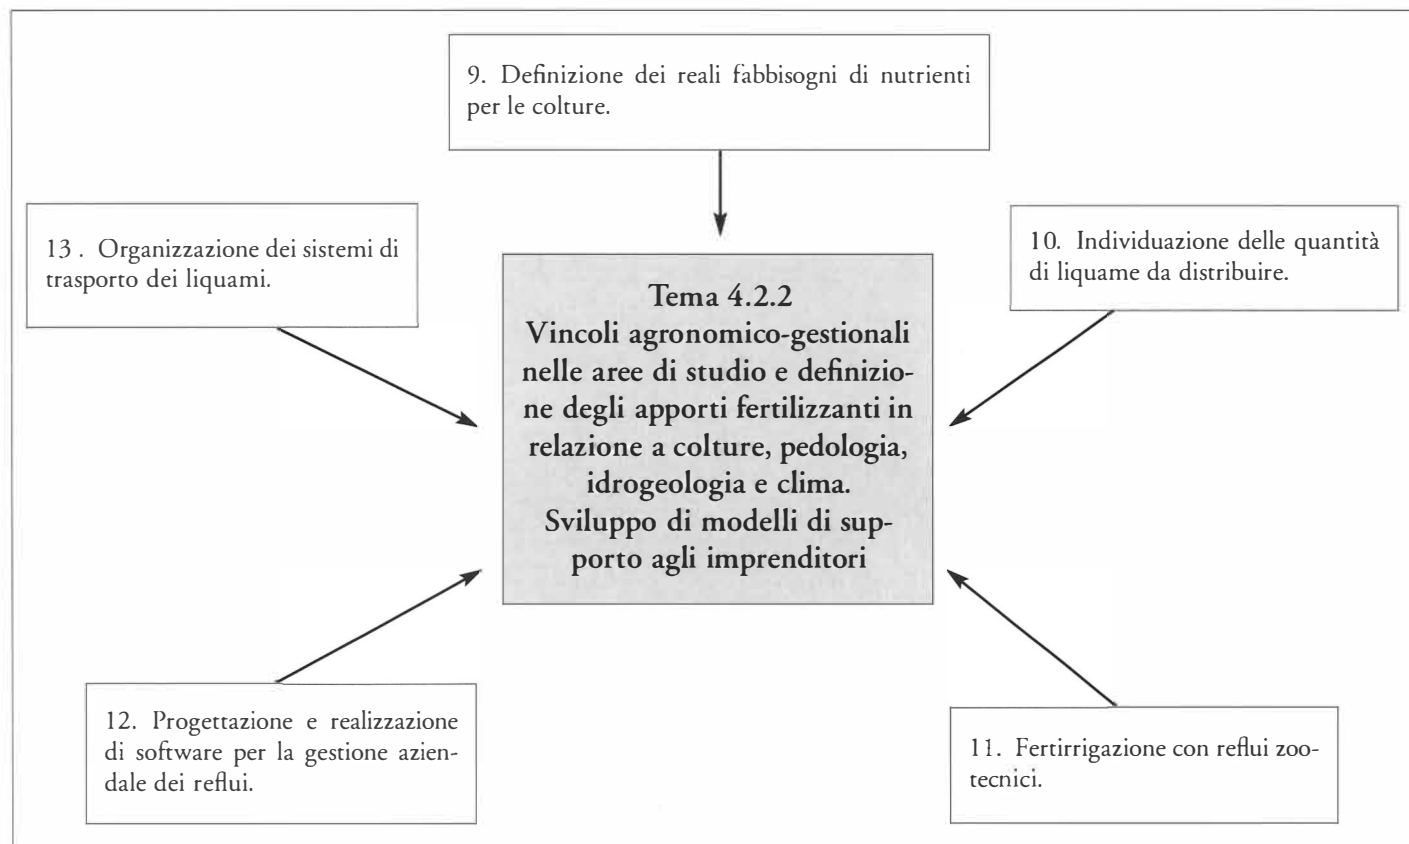 9. Definizione dei reali fabbisogni di nutrienti
per le colture.
13 . Organizzazione dei sistemi di
trasporto dei liquami.
10. Individuazione delle quantità
di liquame da distribuire.
Tema 4.2.2
Vincoli agronomico-gestionali
nelle aree di studio e definizio-
ne degli apporti fertilizzanti in
relazione a colture, pedologia,
idrogeologia e clima.
Sviluppo di modelli di sup-
porto agli imprenditori
12. Progettazione e realizzazione
di software per la gestione azien-
dale dei reflui.
11. Fertirrigazione con reflui zoo-
tecnici.